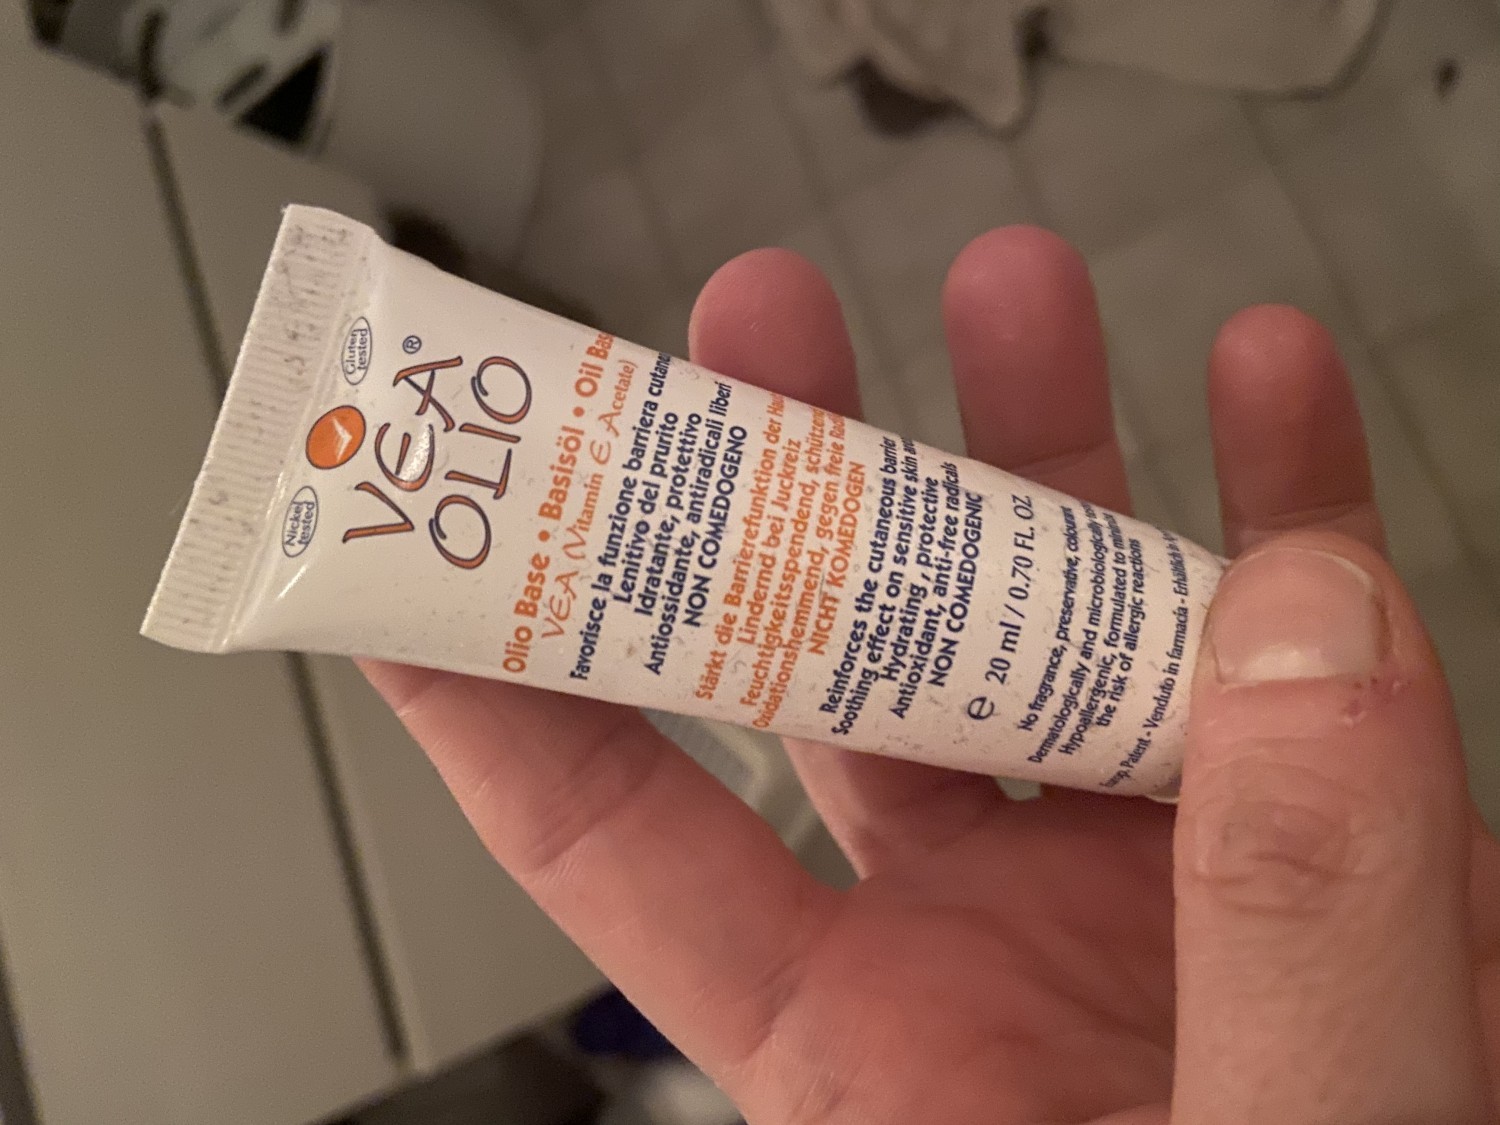 Nickel
tested
Gluten
tested
VEA®
OLIO
Olio Base • Basisöl • Oil Bas
VEA (Vitamin E Acetate)
Favorisce la funzione barriera cutane
Lenitivo del prurito
Idratante, protettivo
Antiossidante, antiradicali liberi
NON COMEDOGENO
Stärkt die Barrierefunktion der Hau
Lindernd bei Juckreiz
Feuchtigkeitsspendend, schützend
Oxidationshemmend, gegen freie Radi
NICHT KOMEDOGEN
Reinforces the cutaneous barrier
Soothing effect on sensitive skin
Hydrating, protective
Antioxidant, anti-free radicals
NON COMEDOGENIC
e 20 ml / 0.70 FL. OZ
No fragrance, preservative, colours
Dermatologically and microbiologically
Hypoallergenic, formulated to
the risk of allergic reactions
Patent - Venduto in farmacia - Erhältlich in